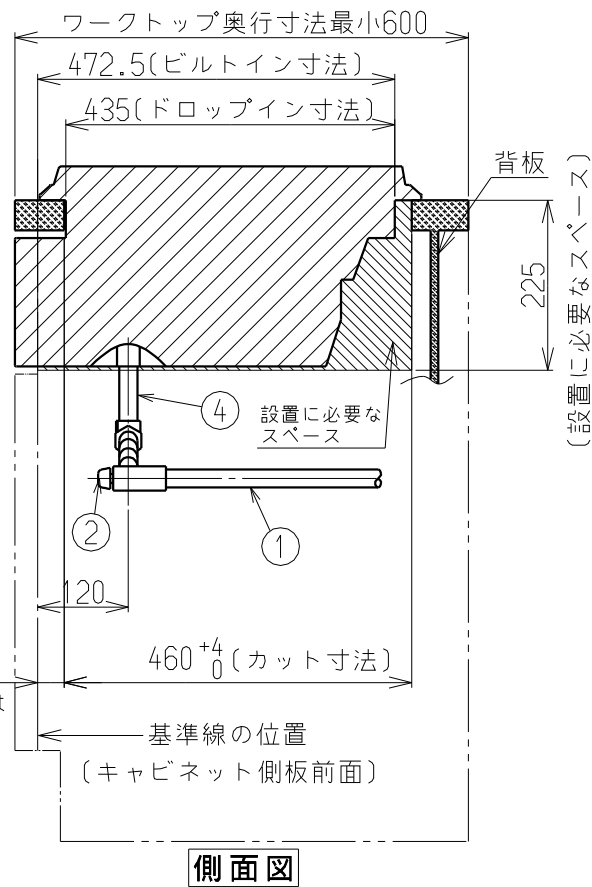 ワークトップ奥行寸法最小600
472.5(ビルトイン寸法)
435(ドロップイン寸法)
背板
225
(設置に必要なスペース)
④
設置に必要な
スペース
②
①
120
460 +4 0 (カット寸法)
基準線の位置
(キャビネット側板前面)
側面図